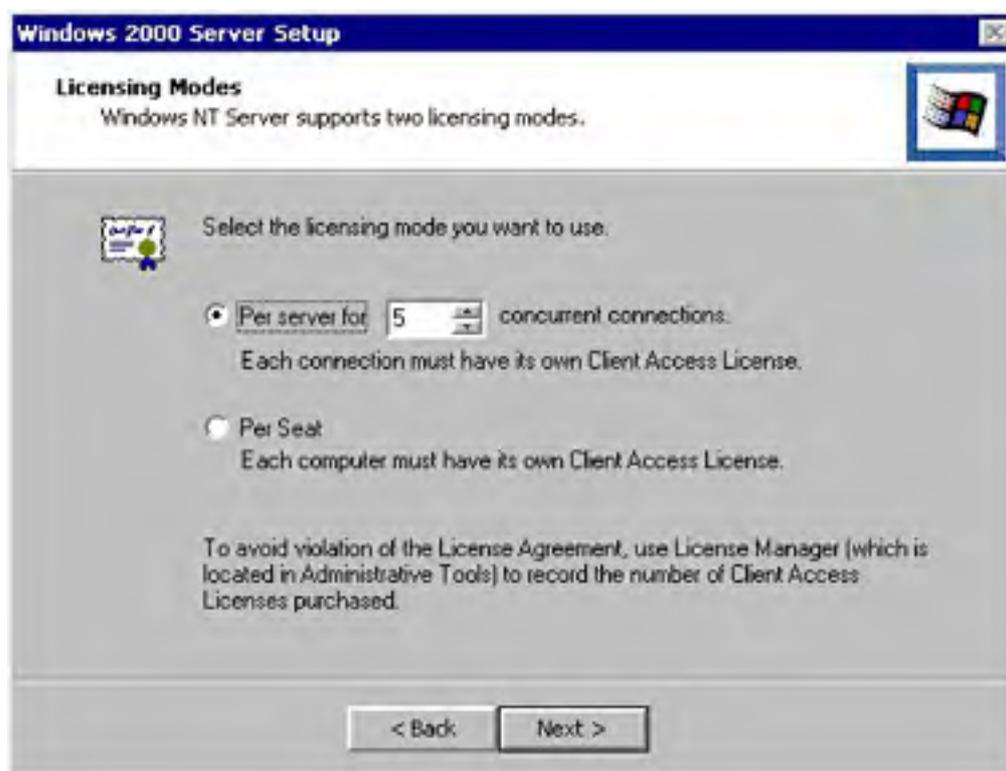 Windows 2000 Server Setup
Licensing Modes
Windows NT Server supports two licensing modes.
Select the licensing mode you want to use.
Per server for 5 concurrent connections.
Each connection must have its own Client Access License.
Per Seat
Each computer must have its own Client Access License.
To avoid violation of the License Agreement, use License Manager (which is
located in Administrative Tools) to record the number of Client Access
Licenses purchased.
< Back Next >